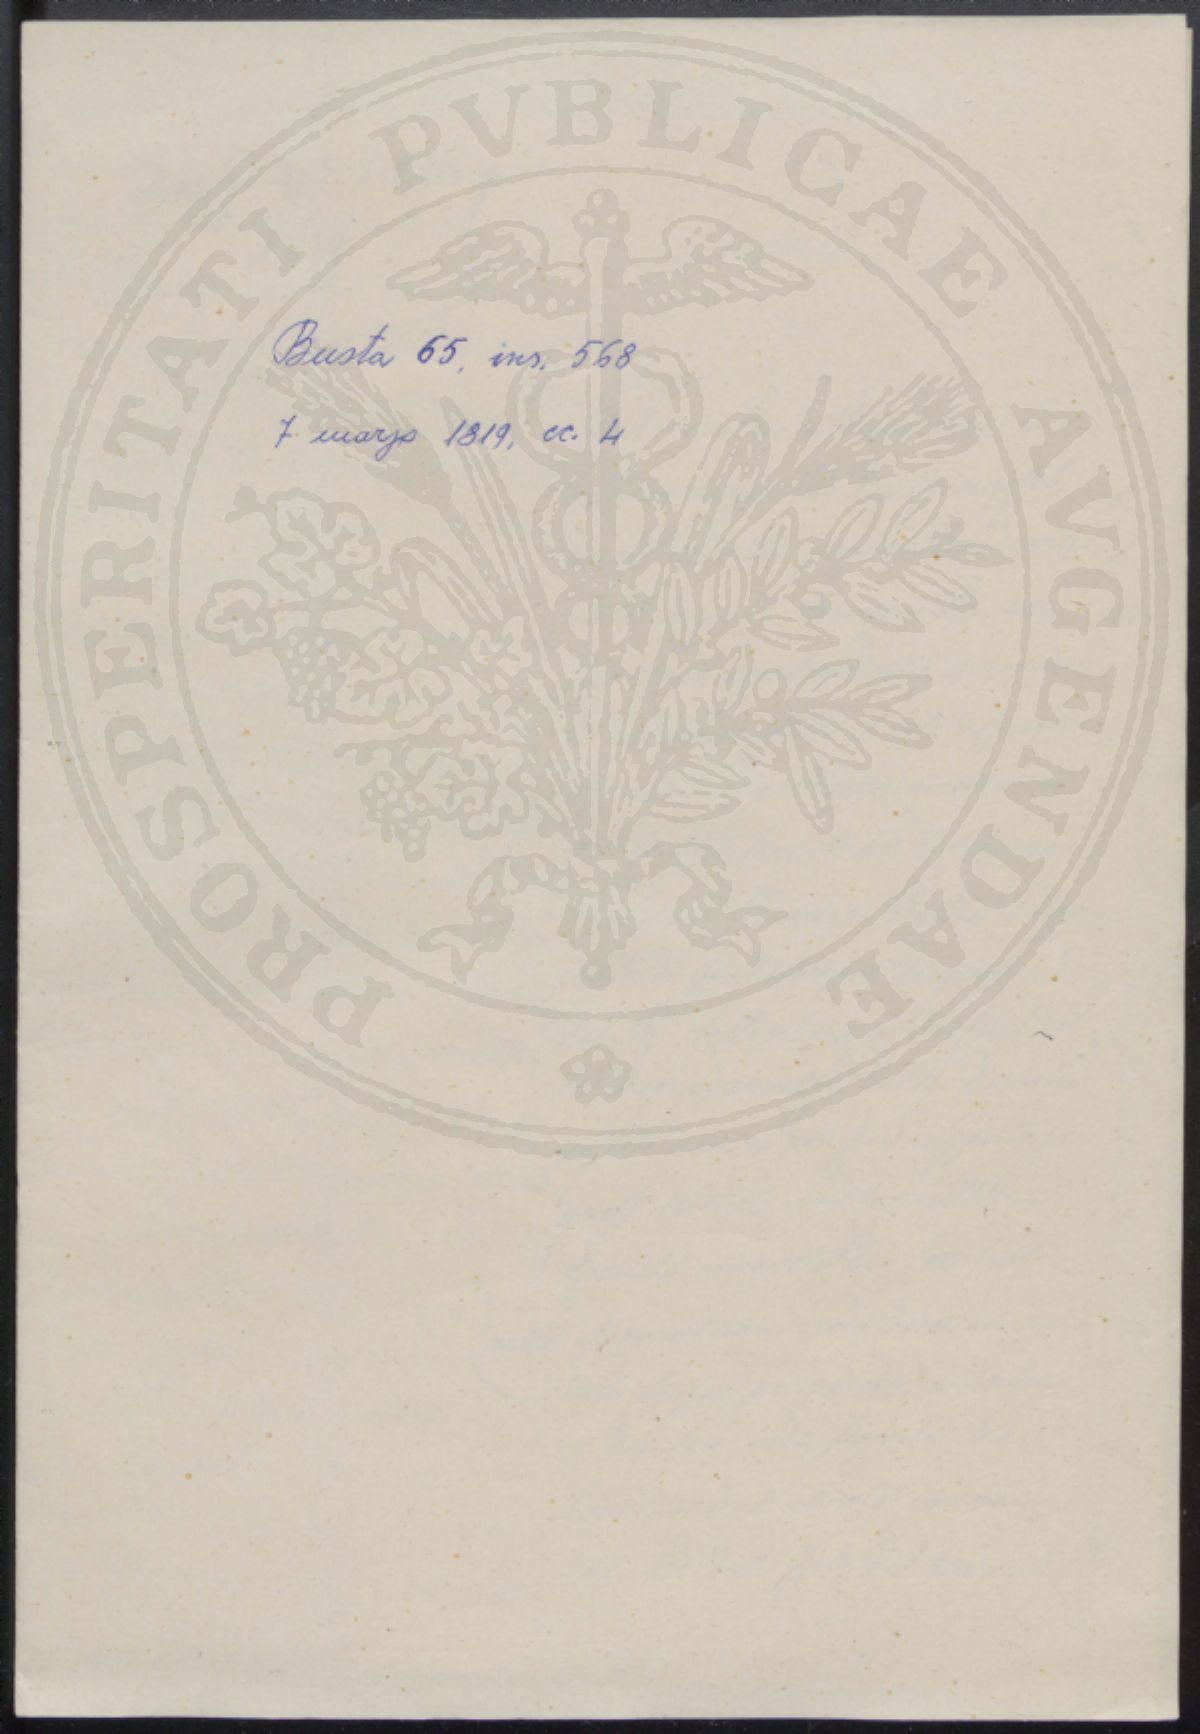 PROSPERITATI PVBLICAE AVGENDAE
Busta 65, ins. 568
7 marzo 1819, cc. 4